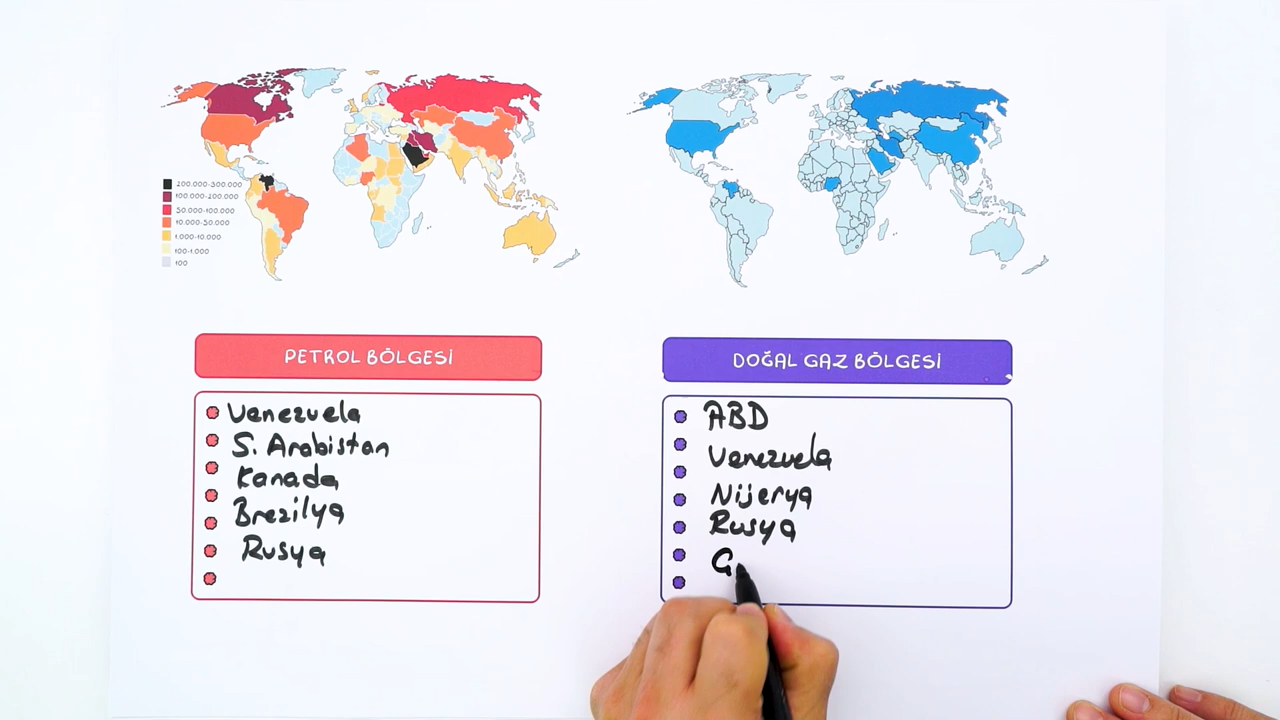 200.000-300.000
100.000-200.000
50.000-100.000
10.000-50.000
1.000-10.000
100-1.000
100
PETROL BÖLGESİ
Venezuela
S. Arabistan
Kanada
Brezilya
Rusya
DOĞAL GAZ BÖLGESİ
ABD
Venezuela
Nijerya
Rusya